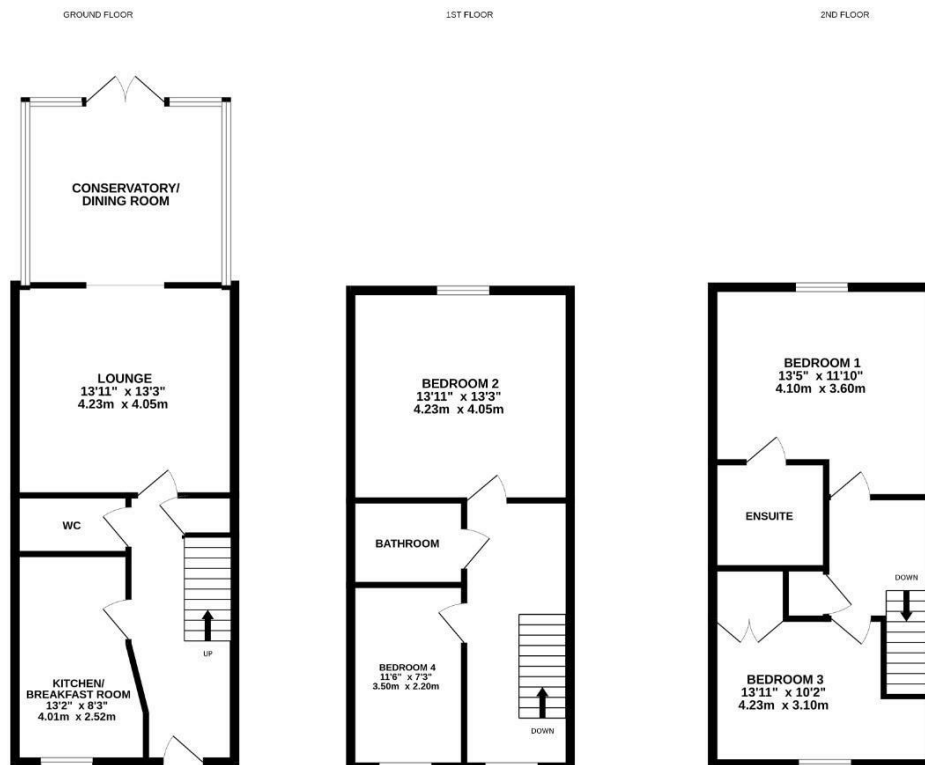 GROUND FLOOR
1ST FLOOR
2ND FLOOR
CONSERVATORY/
DINING ROOM
LOUNGE
13'11" x 13'3"
4.23m x 4.05m
WC
UP
KITCHEN/
BREAKFAST ROOM
13'2" x 8'3"
4.01m x 2.52m
BEDROOM 2
13'11" x 13'3"
4.23m x 4.05m
BATHROOM
BEDROOM 4
11'6" x 7'3"
3.50m x 2.20m
DOWN
BEDROOM 1
13'5" x 11'10"
4.10m x 3.60m
ENSUITE
DOWN
BEDROOM 3
13'11" x 10'2"
4.23m x 3.10m